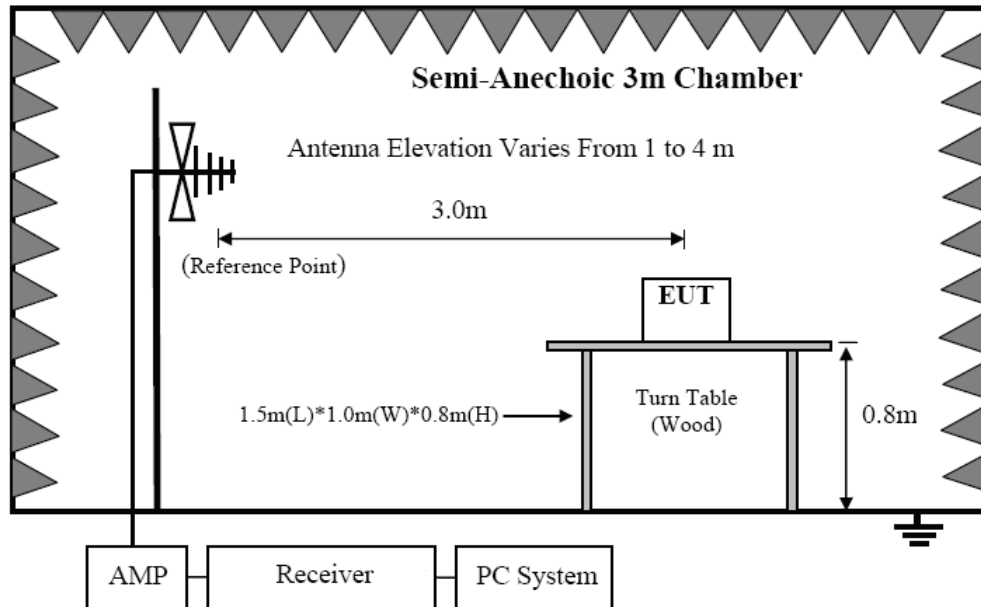 Semi-Anechoic 3m Chamber
Antenna Elevation Varies From 1 to 4 m
3.0m
(Reference Point)
EUT
1.5m(L)*1.0m(W)*0.8m(H)
Turn Table
(Wood)
0.8m
AMP
Receiver
PC System